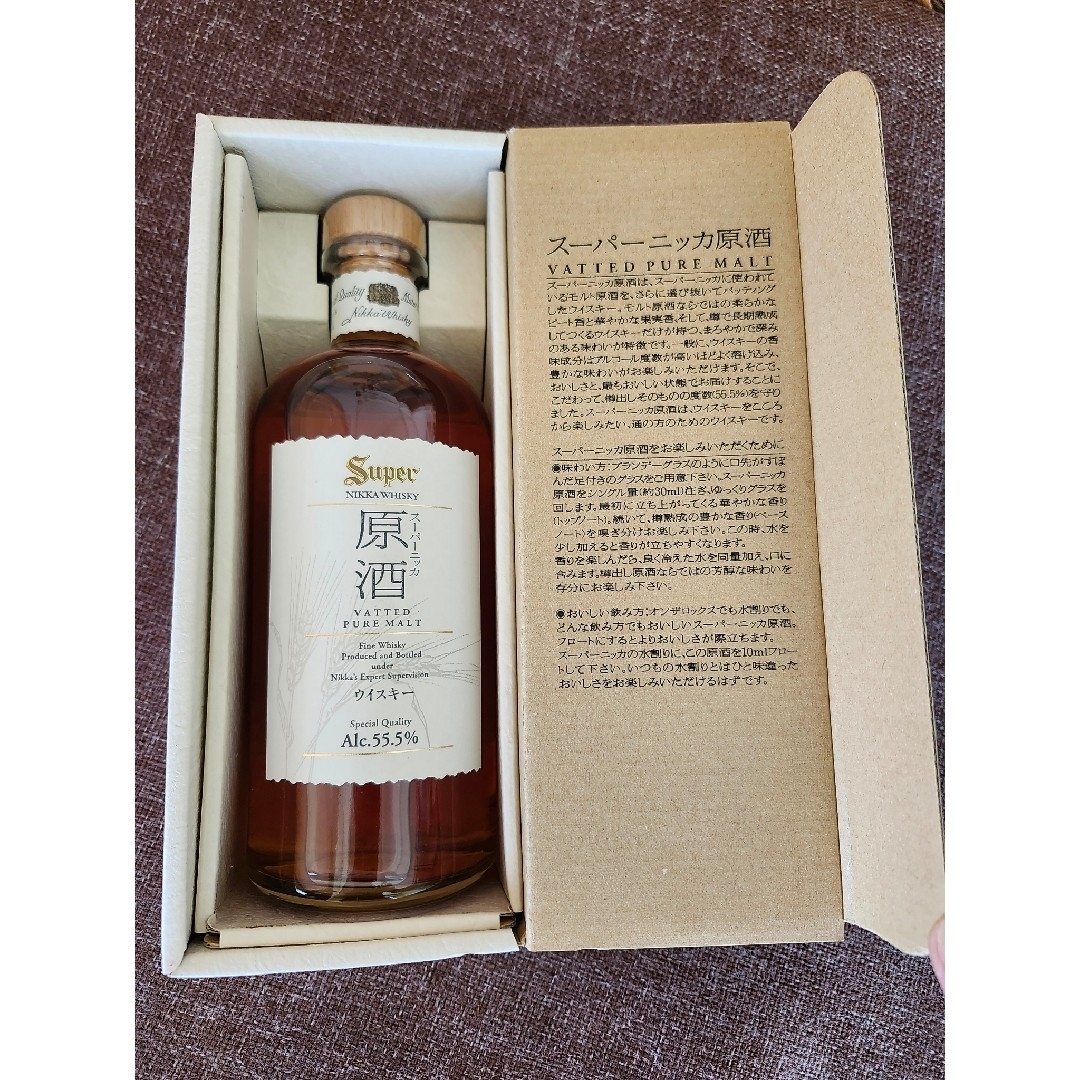 Quality
Nikka Whisky
Super
NIKKA WHISKY
スーパーニッカ
原酒
VATTED
PURE MALT
Fine Whisky
Produced and Bottled
under
Nikka's Expert Supervision
ウイスキー
Special Quality
Alc.55.5%
スーパーニッカ原酒
VATTED PURE MALT
スーパーニッカ原酒は、スーパーニッカに使われて
いるモルト原酒を、さらに選び抜いてバッティング
したウイスキー。モルト原酒ならではの柔らかな
ピート香と華やかな果実香。そして、樽で長期熟成
してつくるウイスキーだけが持つ、まろやかで深み
のある味わいが特徴です。一般に、ウイスキーの香
味成分はアルコール度数が高いほどよく溶け込み、
豊かな味わいがお楽しみいただけます。そこで、
おいしさと、最もおいしい状態でお届けすることに
こだわって、樽出しそのものの度数(55.5%)を守り
ました。スーパーニッカ原酒は、ウイスキーをこころ
から楽しみたい、通の方のためのウイスキーです。
スーパーニッカ原酒をお楽しみいただくために
◉味わい方:ブランデーグラスのように口先がすぼ
んだ足付きのグラスをご用意下さい。スーパーニッカ
原酒をシングル量(約30ml)注ぎ、ゆっくりグラスを
回します。最初に立ち上がってくる華やかな香り
(トップノート)。続いて、樽熟成の豊かな香り(ベース
ノート)を嗅ぎ分けお楽しみ下さい。この時、水を
少し加えると香りが立ちやすくなります。
香りを楽しんだら、良く冷えた水を同量加え、口に
含みます。樽出し原酒ならではの芳醇な味わいを
存分にお楽しみ下さい。
◉おいしい飲み方:オンザロックスでも水割りでも、
どんな飲み方でもおいしいスーパーニッカ原酒。
フロートにするとよりおいしさが際立ちます。
スーパーニッカの水割りに、この原酒を10mlフロー
トして下さい。いつもの水割りとはひと味違った
おいしさをお楽しみいただけるはずです。